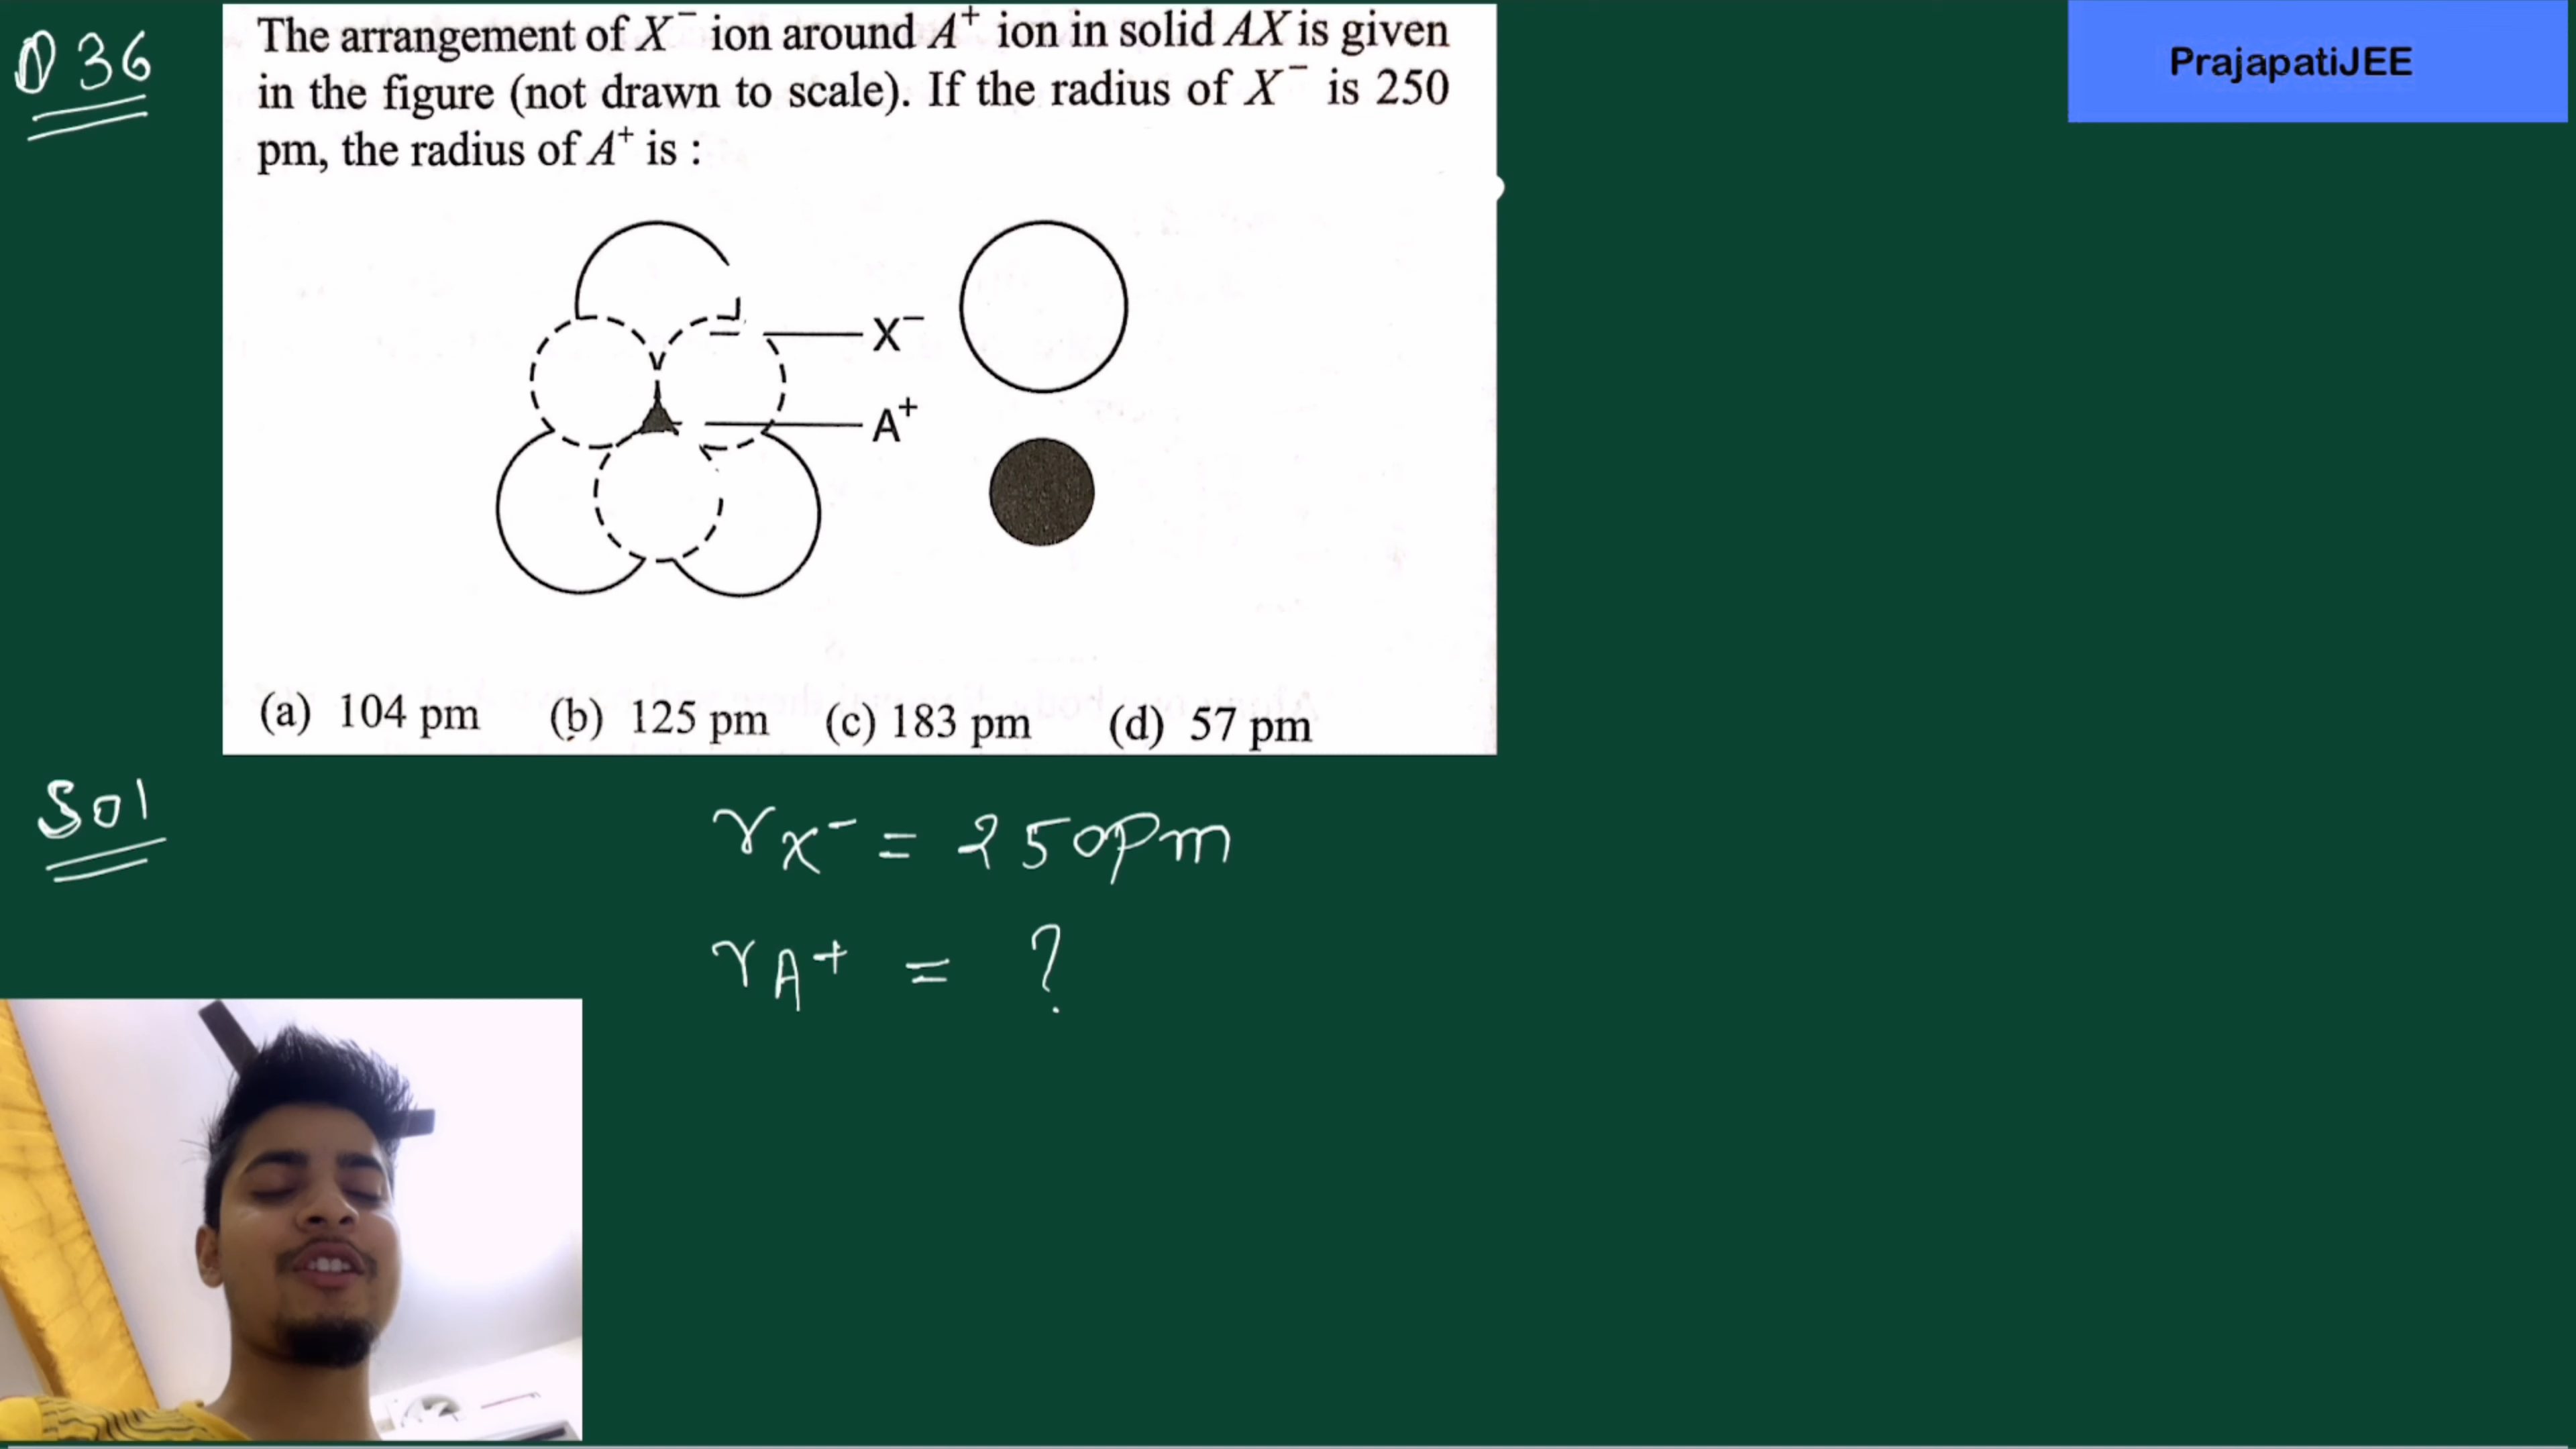 Q 36
PrajapatiJEE
The arrangement of X⁻ ion around A⁺ ion in solid AX is given
in the figure (not drawn to scale). If the radius of X⁻ is 250
pm, the radius of A⁺ is :
X⁻
A⁺
(a) 104 pm (b) 125 pm (c) 183 pm (d) 57 pm
Sol
rX⁻ = 250pm
rA⁺ = ?